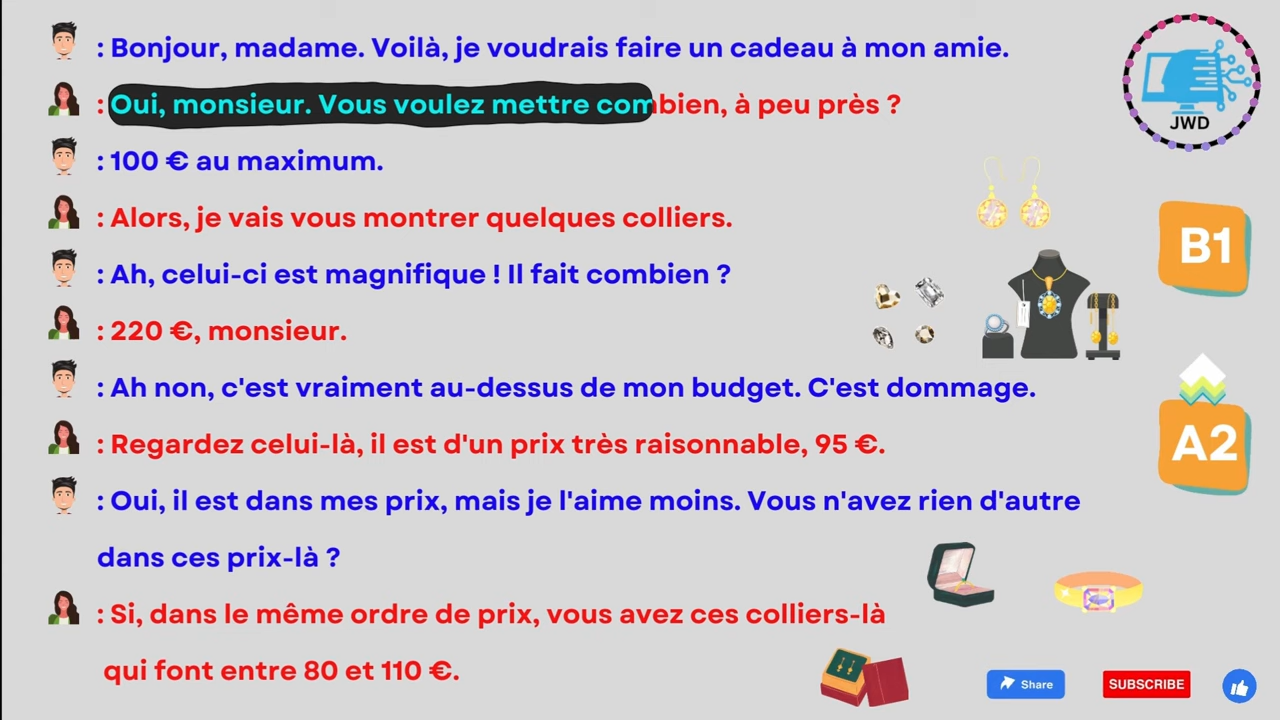 : Bonjour, madame. Voilà, je voudrais faire un cadeau à mon amie.
: Oui, monsieur. Vous voulez mettre combien, à peu près ?
: 100 € au maximum.
: Alors, je vais vous montrer quelques colliers.
: Ah, celui-ci est magnifique ! Il fait combien ?
: 220 €, monsieur.
: Ah non, c'est vraiment au-dessus de mon budget. C'est dommage.
: Regardez celui-là, il est d'un prix très raisonnable, 95 €.
: Oui, il est dans mes prix, mais je l'aime moins. Vous n'avez rien d'autre
dans ces prix-là ?
: Si, dans le même ordre de prix, vous avez ces colliers-là
qui font entre 80 et 110 €.
JWD
B1
A2
Share
SUBSCRIBE